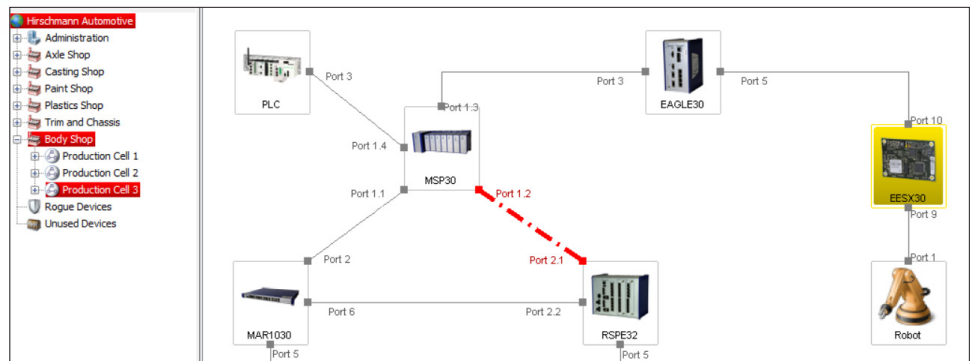 Hirschmann Automotive
Administration
Axle Shop
Casting Shop
Paint Shop
Plastics Shop
Trim and Chassis
Body Shop
Production Cell 1
Production Cell 2
Production Cell 3
Rogue Devices
Unused Devices
PLC
Port 3
Port 1.3
Port 1.4
MSP30
Port 1.1
Port 1.2
Port 3
EAGLE30
Port 5
Port 10
EESX30
Port 9
Port 2
Port 2.1
Port 1
MAR1030
Port 6
Port 2.2
RSPE32
Robot
Port 5
Port 5